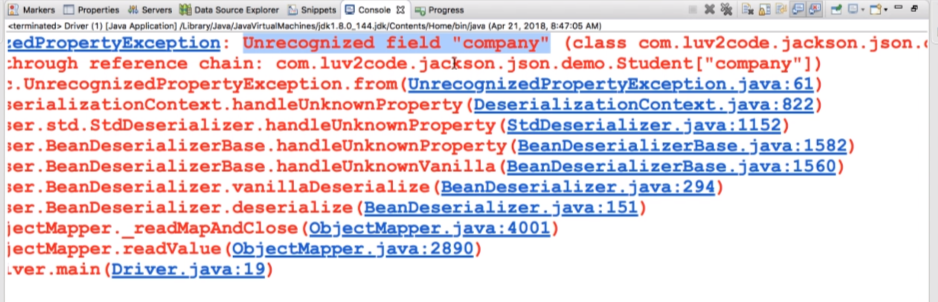 Markers Properties Servers Data Source Explorer Snippets Console Progress
<terminated> Driver (1) [Java Application] /Library/Java/JavaVirtualMachines/jdk1.8.0_144.jdk/Contents/Home/bin/java (Apr 21, 2018, 8:47:05 AM)
zedPropertyException: Unrecognized field "company" (class com.luv2code.jackson.json.
through reference chain: com.luv2code.jackson.json.demo.Student["company"])
c.UnrecognizedPropertyException.from(UnrecognizedPropertyException.java:61)
serializationContext.handleUnknownProperty(DeserializationContext.java:822)
ser.std.StdDeserializer.handleUnknownProperty(StdDeserializer.java:1152)
ser.BeanDeserializerBase.handleUnknownProperty(BeanDeserializerBase.java:1582)
ser.BeanDeserializerBase.handleUnknownVanilla(BeanDeserializerBase.java:1560)
ser.BeanDeserializer.vanillaDeserialize(BeanDeserializer.java:294)
ser.BeanDeserializer.deserialize(BeanDeserializer.java:151)
jectMapper._readMapAndClose(ObjectMapper.java:4001)
jectMapper.readValue(ObjectMapper.java:2890)
iver.main(Driver.java:19)